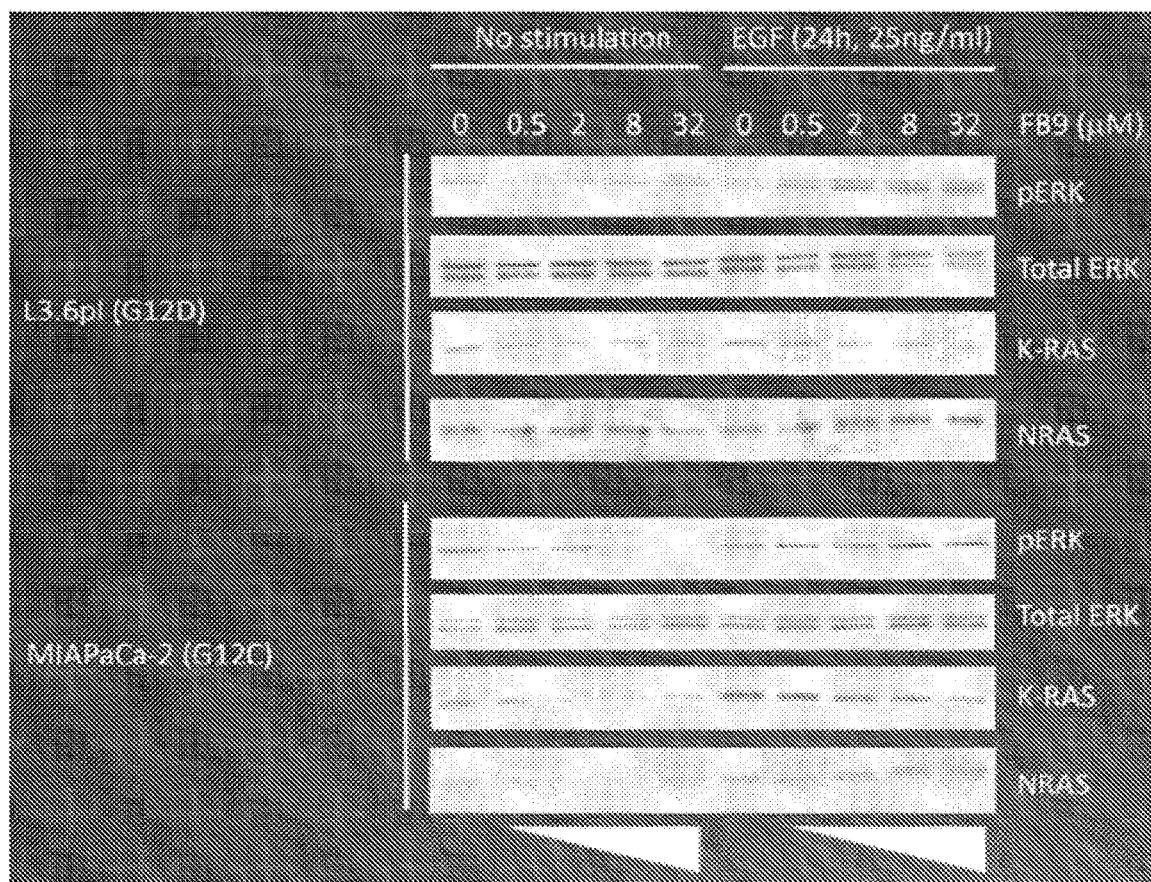 No stimulation EGF (24h, 25ng/ml)
0 0.5 2 8 32 0 0.5 2 8 32 F89 (μM)
pERK
Total ERK
L3.6pl (G12D)
K-RAS
NRAS
pERK
Total ERK
MIAPaCa-2 (G12C)
K-RAS
NRAS